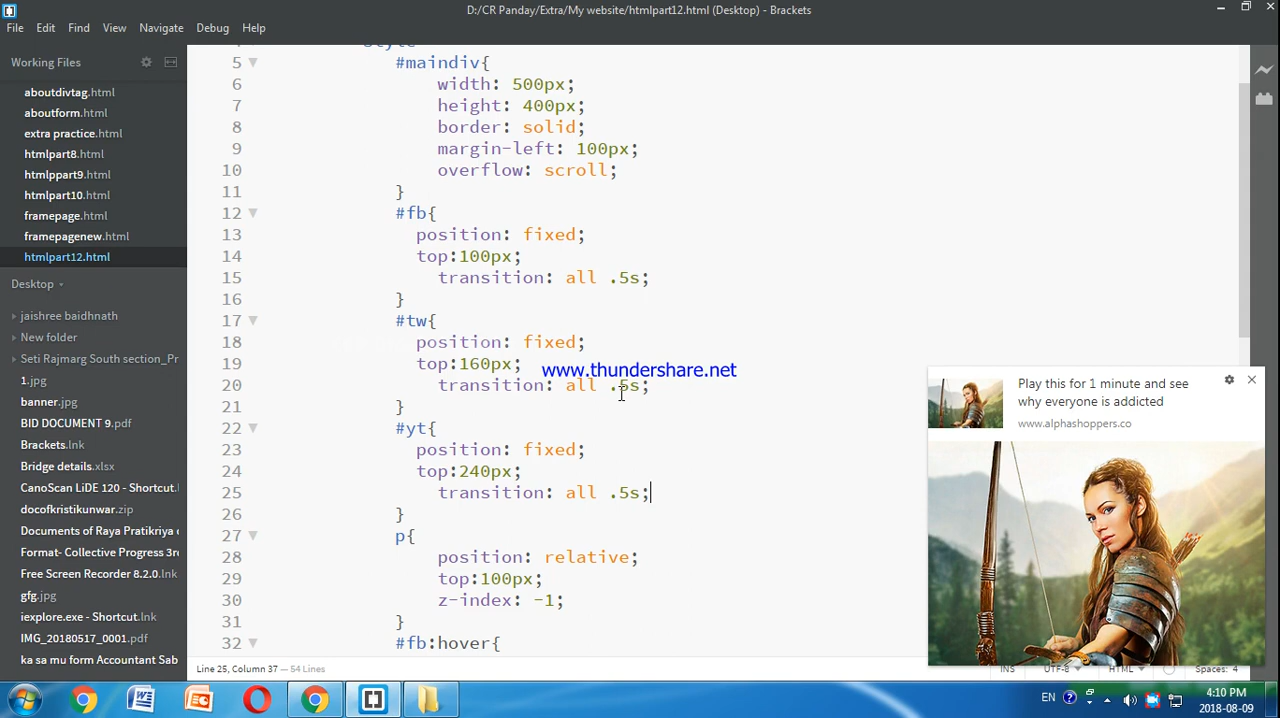 D:/CR Panday/Extra/My website/htmlpart12.html (Desktop) - Brackets
File Edit Find View Navigate Debug Help
Working Files
aboutdivtag.html
aboutform.html
extra practice.html
htmlpart8.html
htmlppart9.html
htmlpart10.html
framepage.html
framepagenew.html
htmlpart12.html
Desktop
jaishree baidhnath
New folder
Seti Rajmarg South section_Pr
1.jpg
banner.jpg
BID DOCUMENT 9.pdf
Brackets.lnk
Bridge details.xlsx
CanoScan LiDE 120 - Shortcut.l
docofkristikunwar.zip
Documents of Raya Pratikriya
Format- Collective Progress 3r
Free Screen Recorder 8.2.0.lnk
gfg.jpg
iexplore.exe - Shortcut.lnk
IMG_20180517_0001.pdf
ka sa mu form Accountant Sab
style
5 #maindiv{
6 width: 500px;
7 height: 400px;
8 border: solid;
9 margin-left: 100px;
10 overflow: scroll;
11 }
12 #fb{
13 position: fixed;
14 top:100px;
15 transition: all .5s;
16 }
17 #tw{
18 position: fixed;
19 top:160px;
www.thundershare.net
20 transition: all .5s;
21 }
22 #yt{
23 position: fixed;
24 top:240px;
25 transition: all .5s;
26 }
27 p{
28 position: relative;
29 top:100px;
30 z-index: -1;
31 }
32 #fb:hover{
Play this for 1 minute and see
why everyone is addicted
www.alphashoppers.co
Line 25, Column 37 — 54 Lines
INS UTF-8 HTML Spaces: 4
EN
4:10 PM
2018-08-09